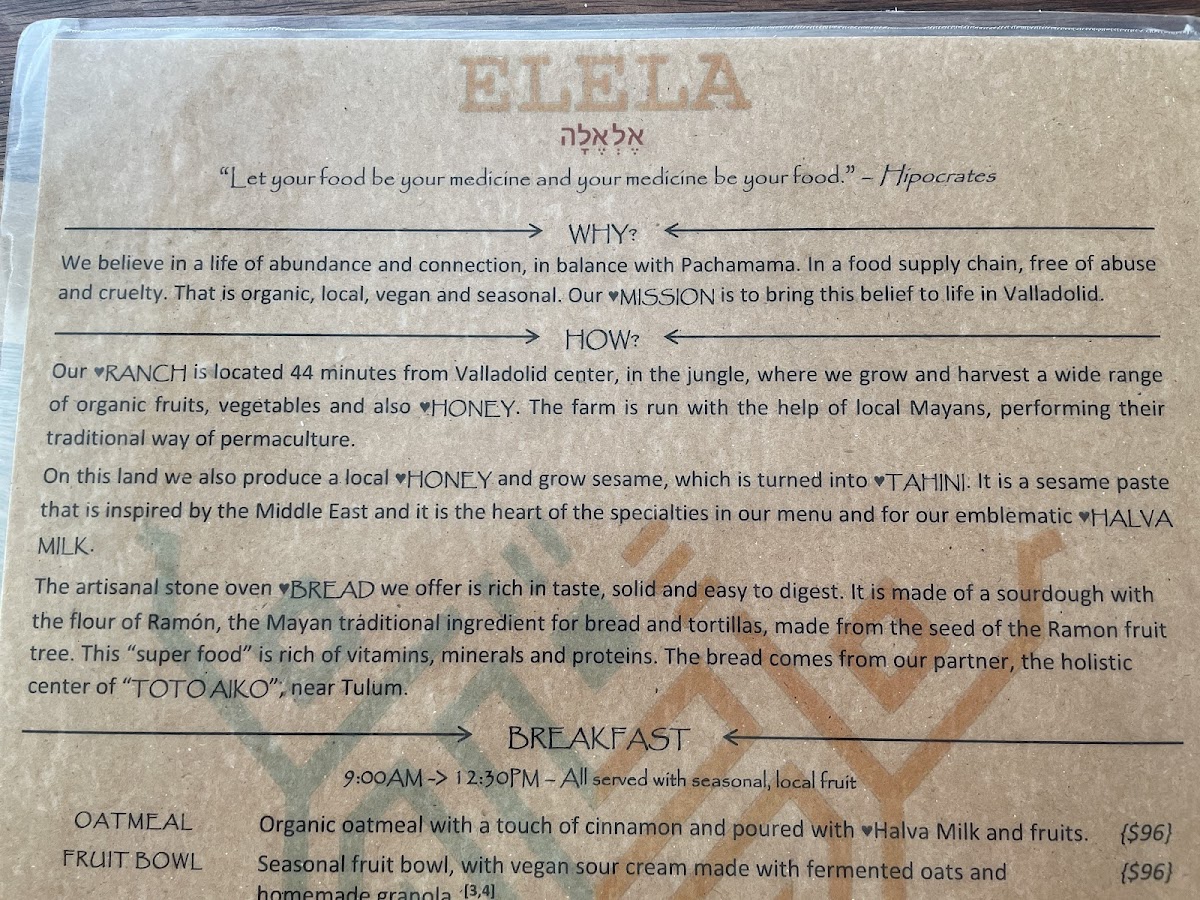 ELELA
אֶלְאֶלָה
“Let your food be your medicine and your medicine be your food.” – Hipocrates
WHY?
We believe in a life of abundance and connection, in balance with Pachamama. In a food supply chain, free of abuse
and cruelty. That is organic, local, vegan and seasonal. Our ♥MISSION is to bring this belief to life in Valladolid.
HOW?
Our ♥RANCH is located 44 minutes from Valladolid center, in the jungle, where we grow and harvest a wide range
of organic fruits, vegetables and also ♥HONEY. The farm is run with the help of local Mayans, performing their
traditional way of permaculture.
On this land we also produce a local ♥HONEY and grow sesame, which is turned into ♥TAHINI. It is a sesame paste
that is inspired by the Middle East and it is the heart of the specialties in our menu and for our emblematic ♥HALVA
MILK.
The artisanal stone oven ♥BREAD we offer is rich in taste, solid and easy to digest. It is made of a sourdough with
the flour of Ramón, the Mayan traditional ingredient for bread and tortillas, made from the seed of the Ramon fruit
tree. This “super food” is rich of vitamins, minerals and proteins. The bread comes from our partner, the holistic
center of “TOTO AIKO”, near Tulum.
BREAKFAST
9:00AM -> 12:30PM – All served with seasonal, local fruit
OATMEAL Organic oatmeal with a touch of cinnamon and poured with ♥Halva Milk and fruits. {$96}
FRUIT BOWL Seasonal fruit bowl, with vegan sour cream made with fermented oats and {$96}
homemade granola. [3,4]